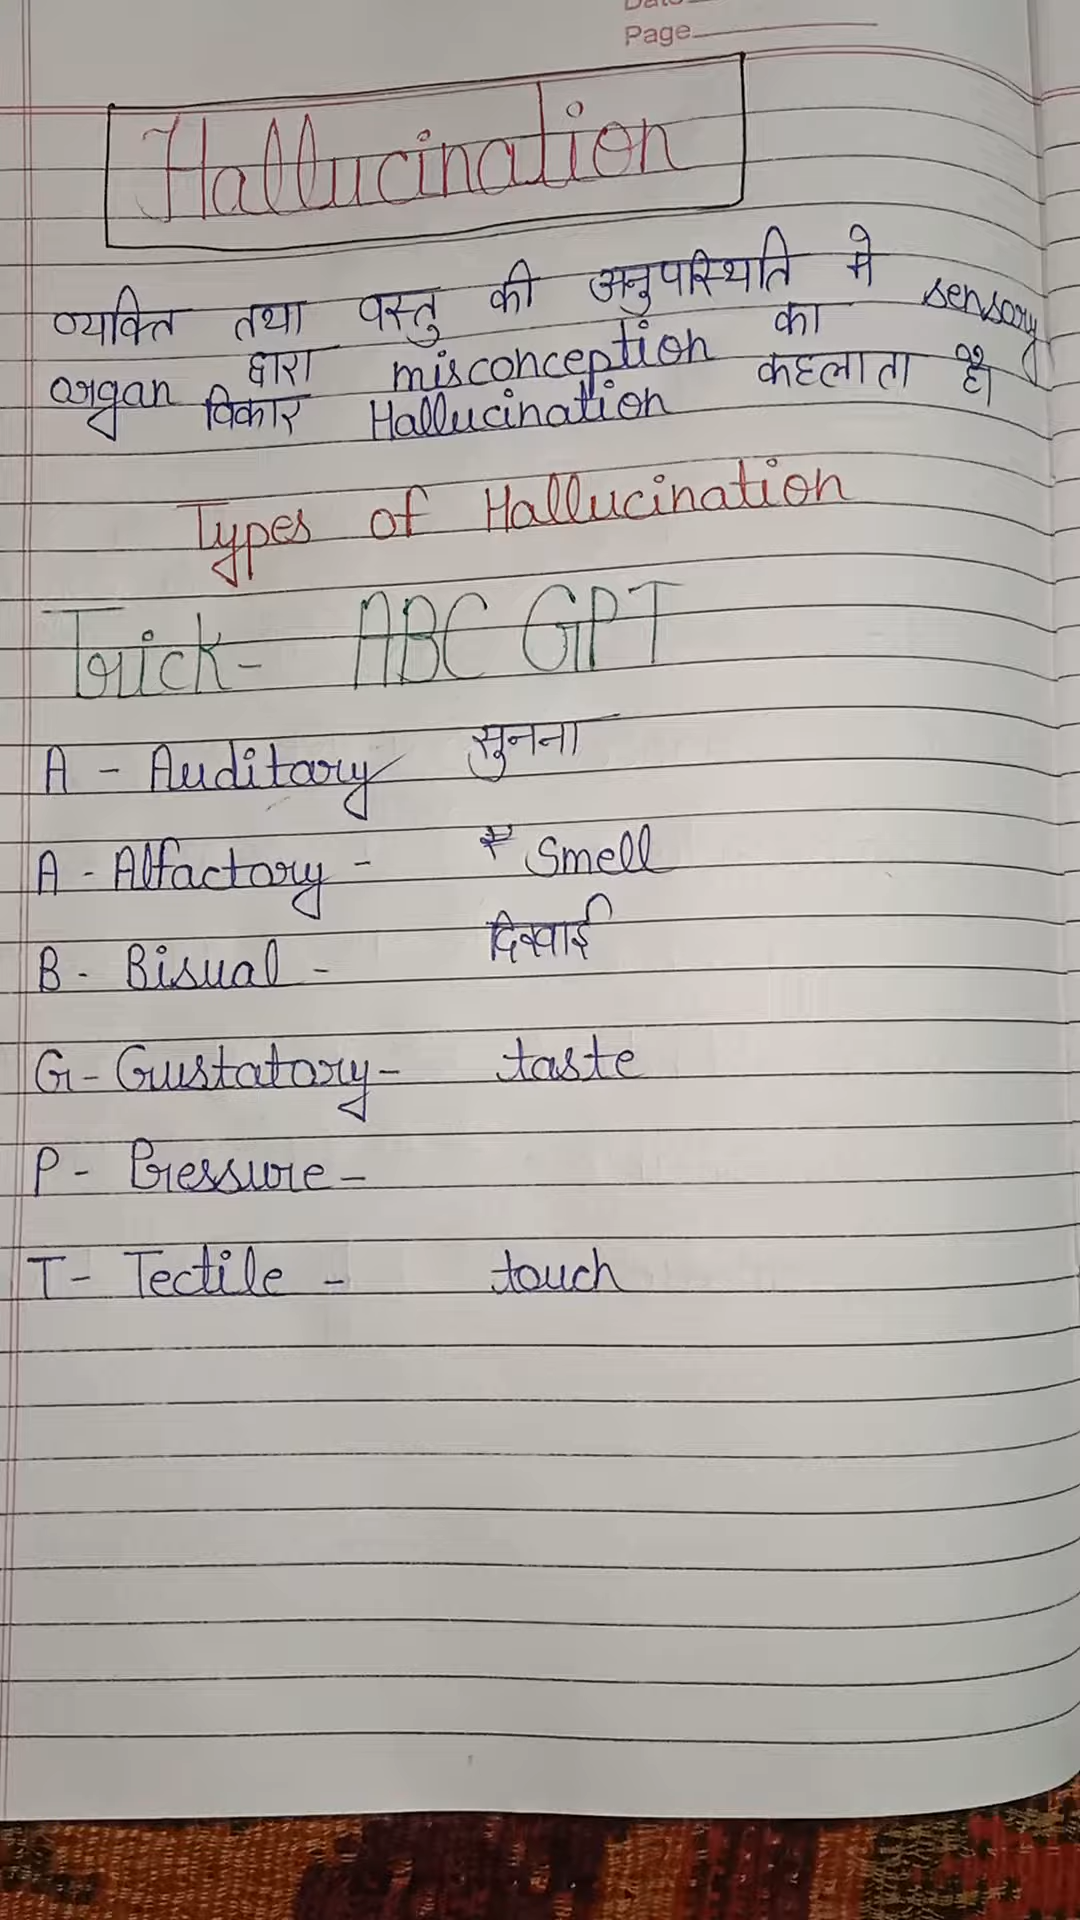 Page
Hallucination
व्यक्ति तथा वस्तु की अनुपस्थिति मे sensory
organ द्वारा misconception का
विकार Hallucination कहलाता है।
Types of Hallucination
Trick- ABC GPT
A - Auditary सुनना
A - Alfactory - Smell
B - Bisual - दिखाई
G - Gustatory - taste
P - Pressure -
T - Tectile - touch